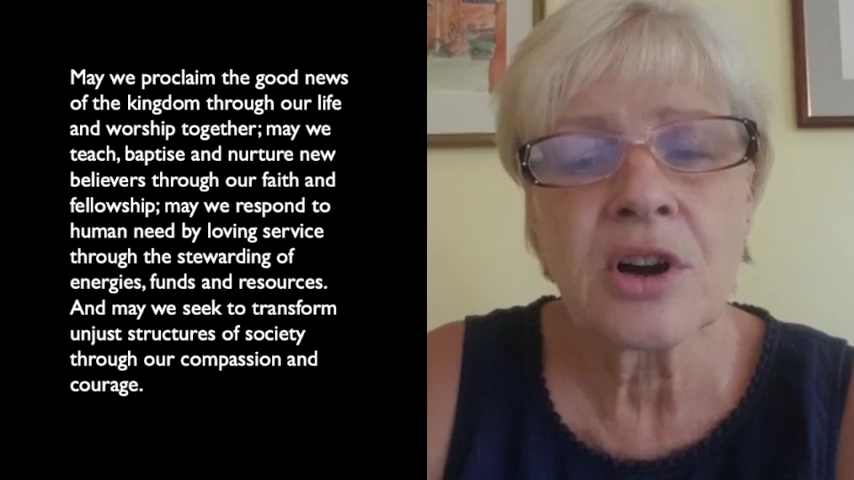 May we proclaim the good news
of the kingdom through our life
and worship together; may we
teach, baptise and nurture new
believers through our faith and
fellowship; may we respond to
human need by loving service
through the stewarding of
energies, funds and resources.
And may we seek to transform
unjust structures of society
through our compassion and
courage.